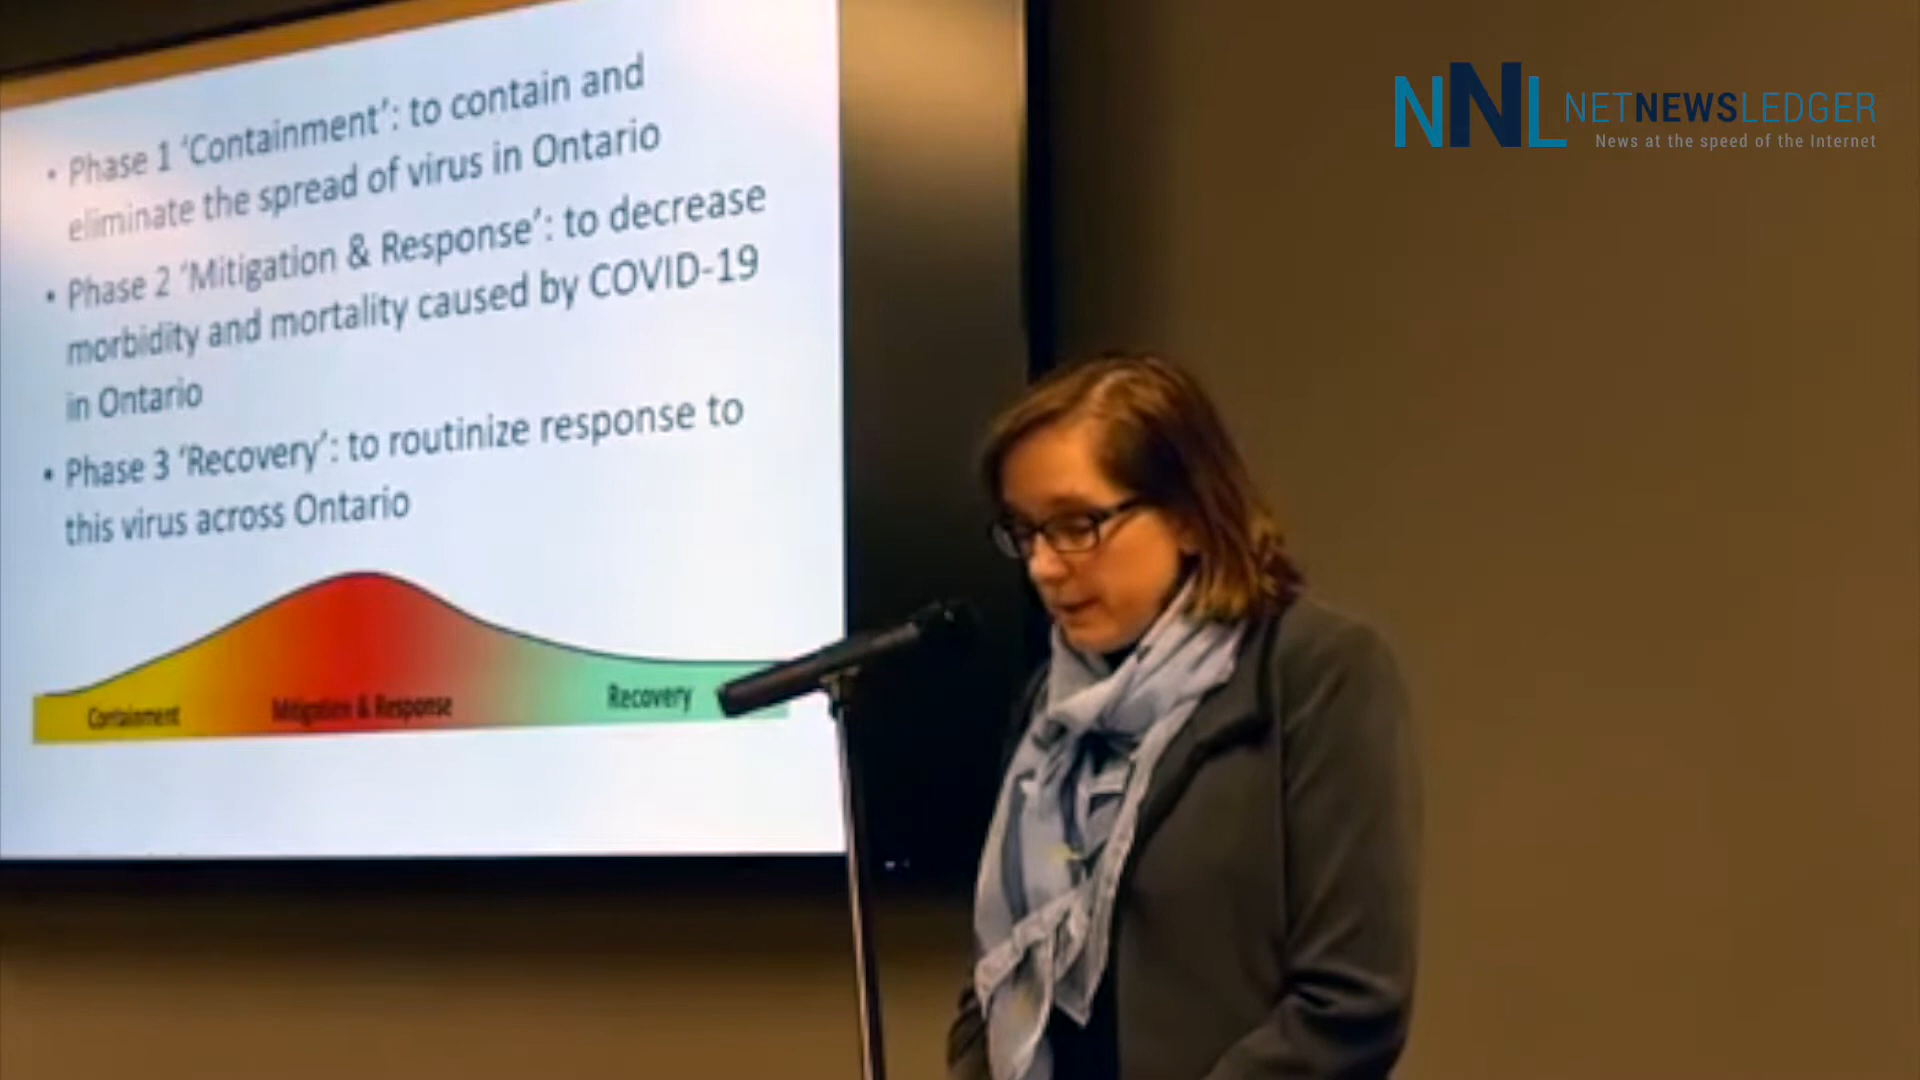 NNL NETNEWSLEDGER
News at the speed of the Internet
• Phase 1 ‘Containment’: to contain and
eliminate the spread of virus in Ontario
• Phase 2 ‘Mitigation & Response’: to decrease
morbidity and mortality caused by COVID-19
in Ontario
• Phase 3 ‘Recovery’: to routinize response to
this virus across Ontario
Containment
Mitigation & Response
Recovery